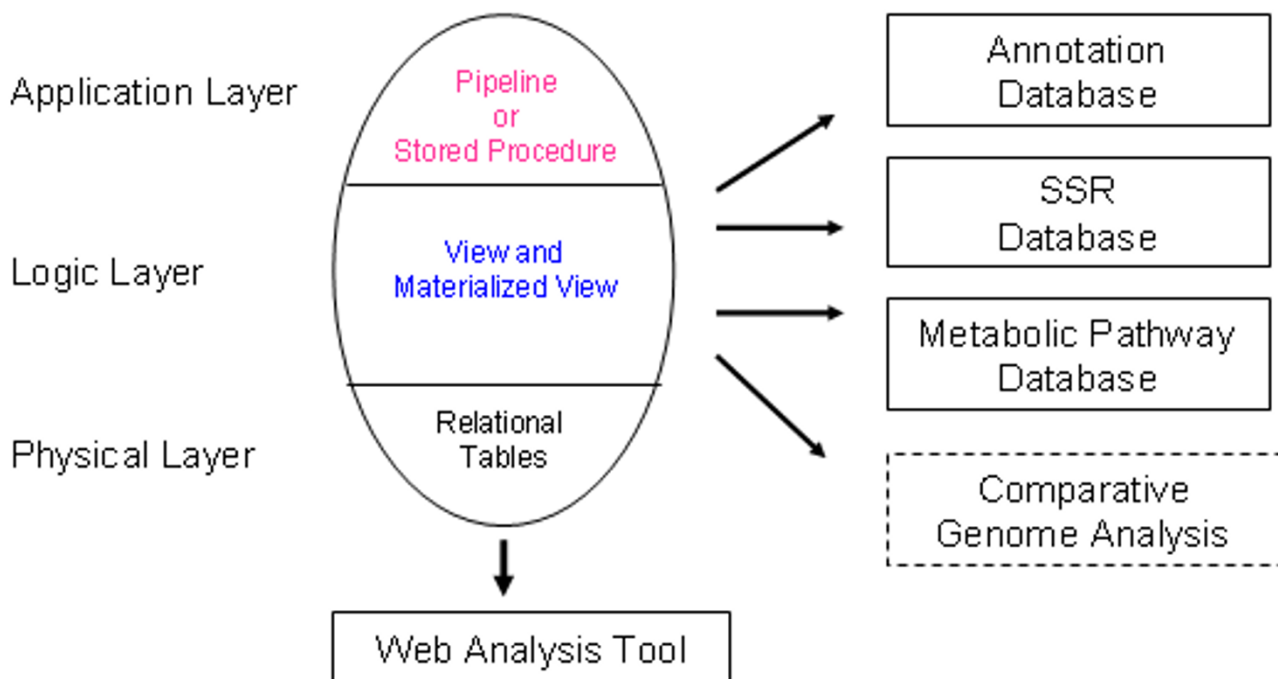 Application Layer
Pipeline
or
Stored Procedure
Logic Layer
View and
Materialized View
Physical Layer
Relational
Tables
Annotation
Database
SSR
Database
Metabolic Pathway
Database
Comparative
Genome Analysis
Web Analysis Tool